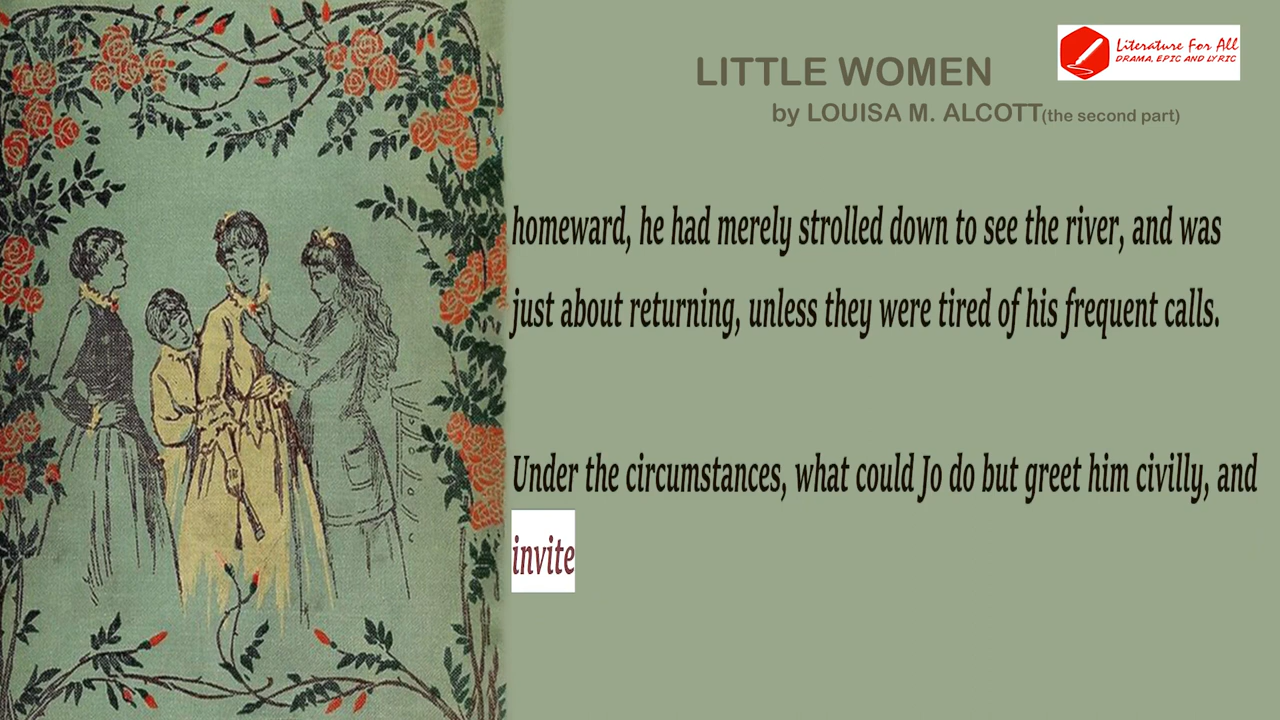 LITTLE WOMEN
by LOUISA M. ALCOTT(the second part)
Literature For All
DRAMA, EPIC AND LYRIC
homeward, he had merely strolled down to see the river, and was
just about returning, unless they were tired of his frequent calls.
Under the circumstances, what could Jo do but greet him civilly, and
invite